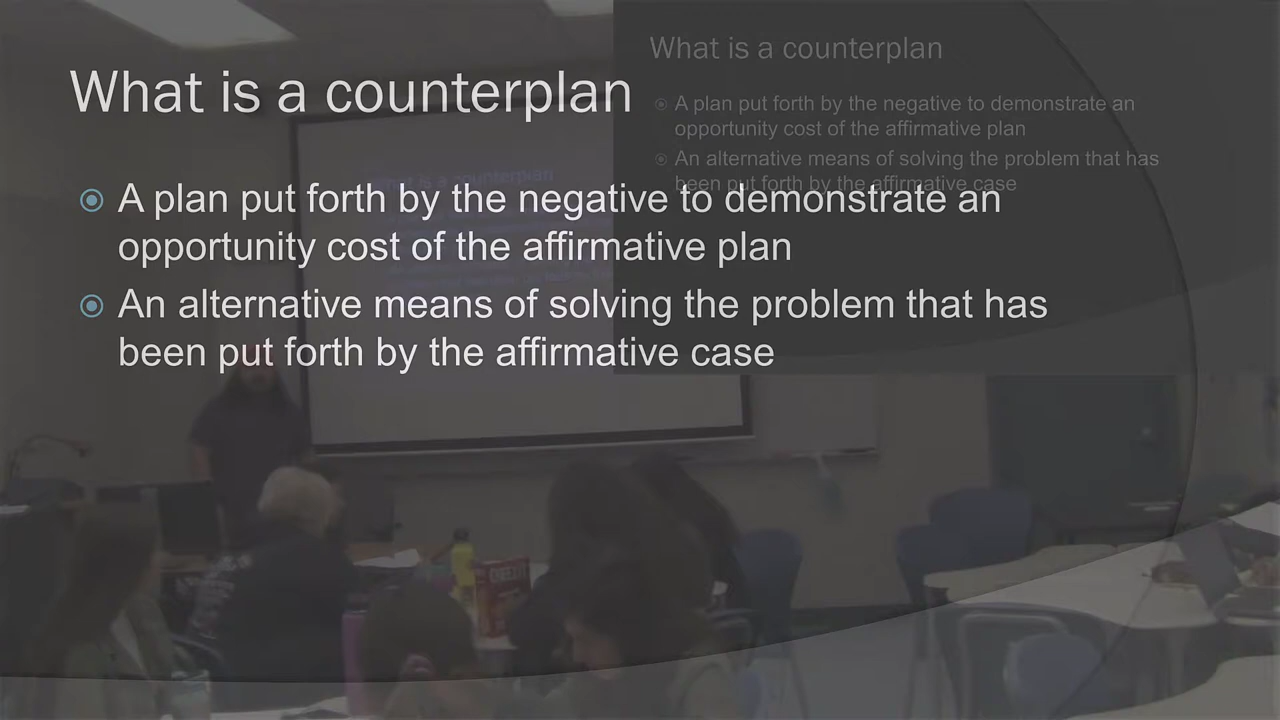 What is a counterplan
A plan put forth by the negative to demonstrate an
opportunity cost of the affirmative plan
An alternative means of solving the problem that has
been put forth by the affirmative case
What is a counterplan
A plan put forth by the negative to demonstrate an
opportunity cost of the affirmative plan
An alternative means of solving the problem that has
been put forth by the affirmative case
What is a counterplan